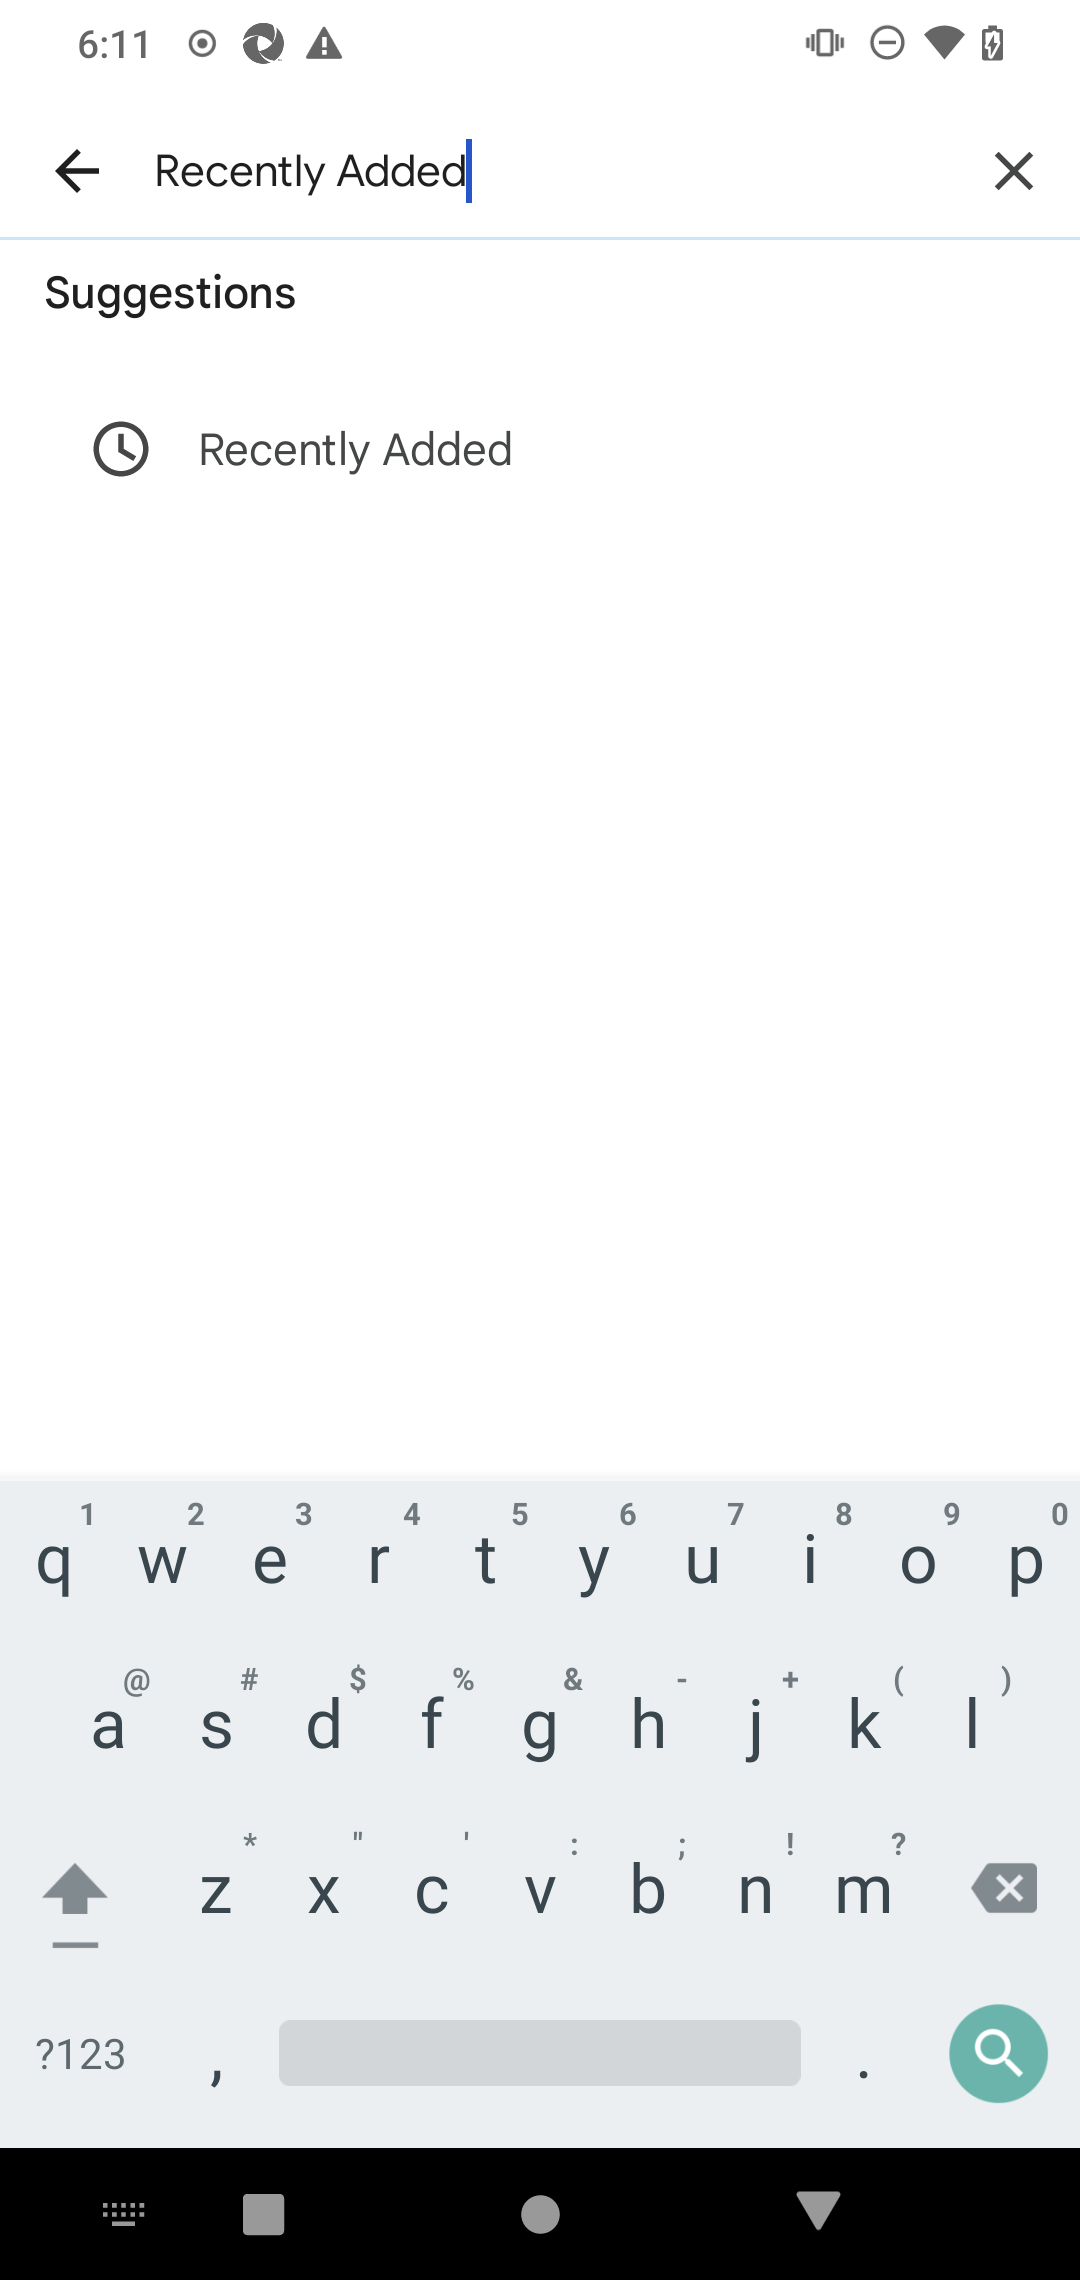 6:11
Recently Added
Suggestions
Recently Added
1 2 3 4 5 6 7 8 9 0
q w e r t y u i o p
@ # $ % & - + ( )
a s d f g h j k l
* " ' : ; ! ?
z x c v b n m
?123 , .